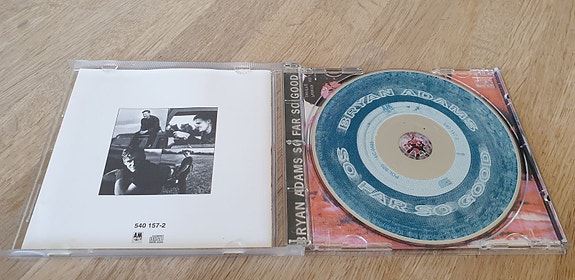 540 157-2
A&M
BRYAN ADAMS SO FAR SO GOOD
BRYAN ADAMS
SO FAR SO GOOD